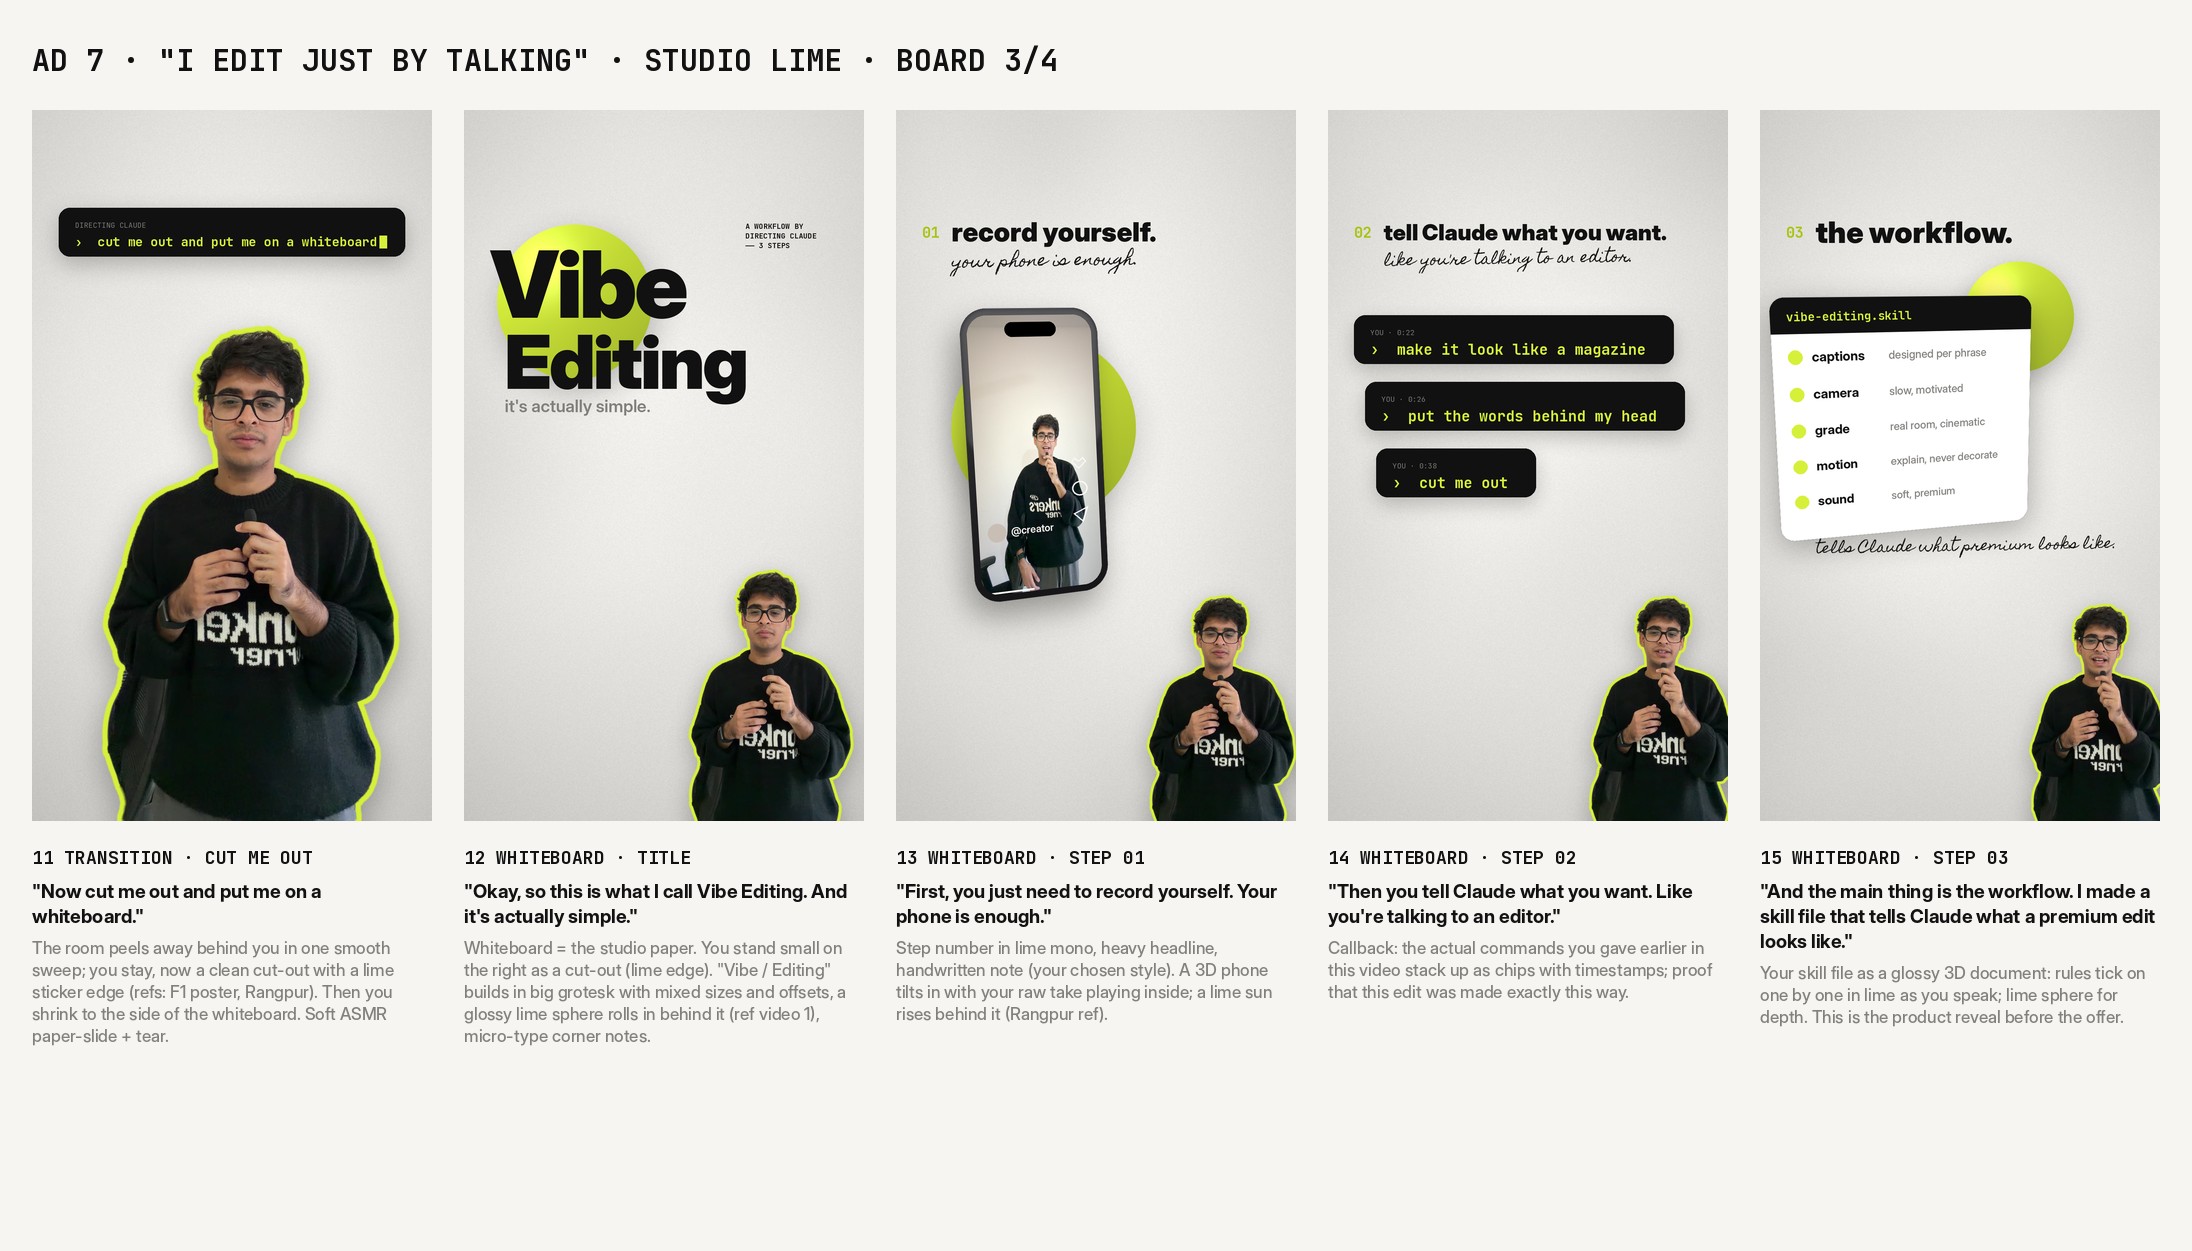 AD 7 · "I EDIT JUST BY TALKING" · STUDIO LIME · BOARD 3/4
DIRECTING CLAUDE
› cut me out and put me on a whiteboard
11 TRANSITION · CUT ME OUT
"Now cut me out and put me on a
whiteboard."
The room peels away behind you in one smooth
sweep; you stay, now a clean cut-out with a lime
sticker edge (refs: F1 poster, Rangpur). Then you
shrink to the side of the whiteboard. Soft ASMR
paper-slide + tear.
A WORKFLOW BY
DIRECTING CLAUDE
— 3 STEPS
Vibe
Editing
it's actually simple.
12 WHITEBOARD · TITLE
"Okay, so this is what I call Vibe Editing. And
it's actually simple."
Whiteboard = the studio paper. You stand small on
the right as a cut-out (lime edge). "Vibe / Editing"
builds in big grotesk with mixed sizes and offsets, a
glossy lime sphere rolls in behind it (ref video 1),
micro-type corner notes.
01 record yourself.
your phone is enough.
@creator
13 WHITEBOARD · STEP 01
"First, you just need to record yourself. Your
phone is enough."
Step number in lime mono, heavy headline,
handwritten note (your chosen style). A 3D phone
tilts in with your raw take playing inside; a lime sun
rises behind it (Rangpur ref).
02 tell Claude what you want.
like you're talking to an editor.
YOU · 0:22
› make it look like a magazine
YOU · 0:26
› put the words behind my head
YOU · 0:38
› cut me out
14 WHITEBOARD · STEP 02
"Then you tell Claude what you want. Like
you're talking to an editor."
Callback: the actual commands you gave earlier in
this video stack up as chips with timestamps; proof
that this edit was made exactly this way.
03 the workflow.
vibe-editing.skill
captions designed per phrase
camera slow, motivated
grade real room, cinematic
motion explain, never decorate
sound soft, premium
tells Claude what premium looks like.
15 WHITEBOARD · STEP 03
"And the main thing is the workflow. I made a
skill file that tells Claude what a premium edit
looks like."
Your skill file as a glossy 3D document: rules tick on
one by one in lime as you speak; lime sphere for
depth. This is the product reveal before the offer.